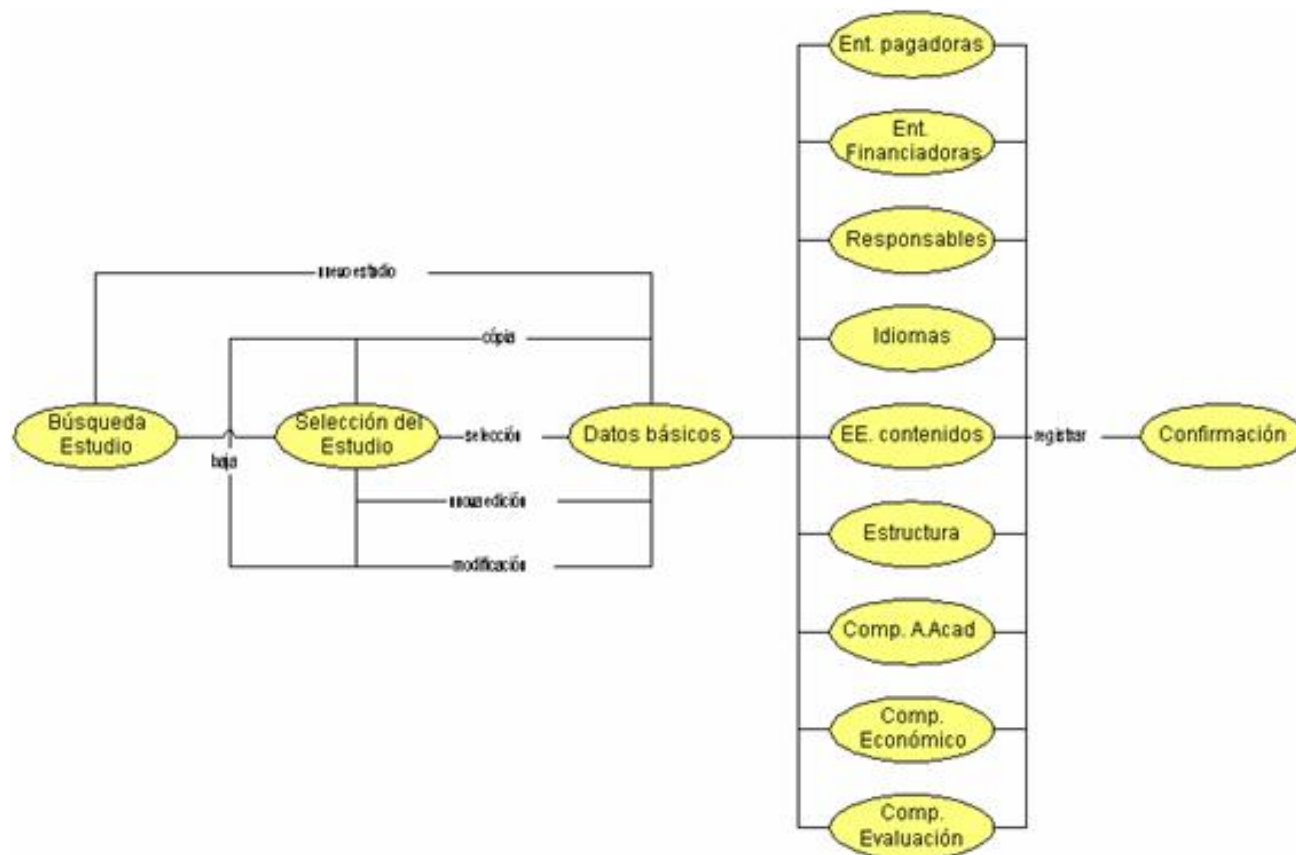 Ent. pagadoras
Ent.
Financiadoras
Responsables
nuevo estudio
cópia
Idiomas
Búsqueda
Estudio
Selección del
Estudio
selección
Datos básicos
EE. contenidos
registrar
Confirmación
baja
nova edición
Estructura
modificación
Comp. A.Acad
Comp.
Económico
Comp.
Evaluación